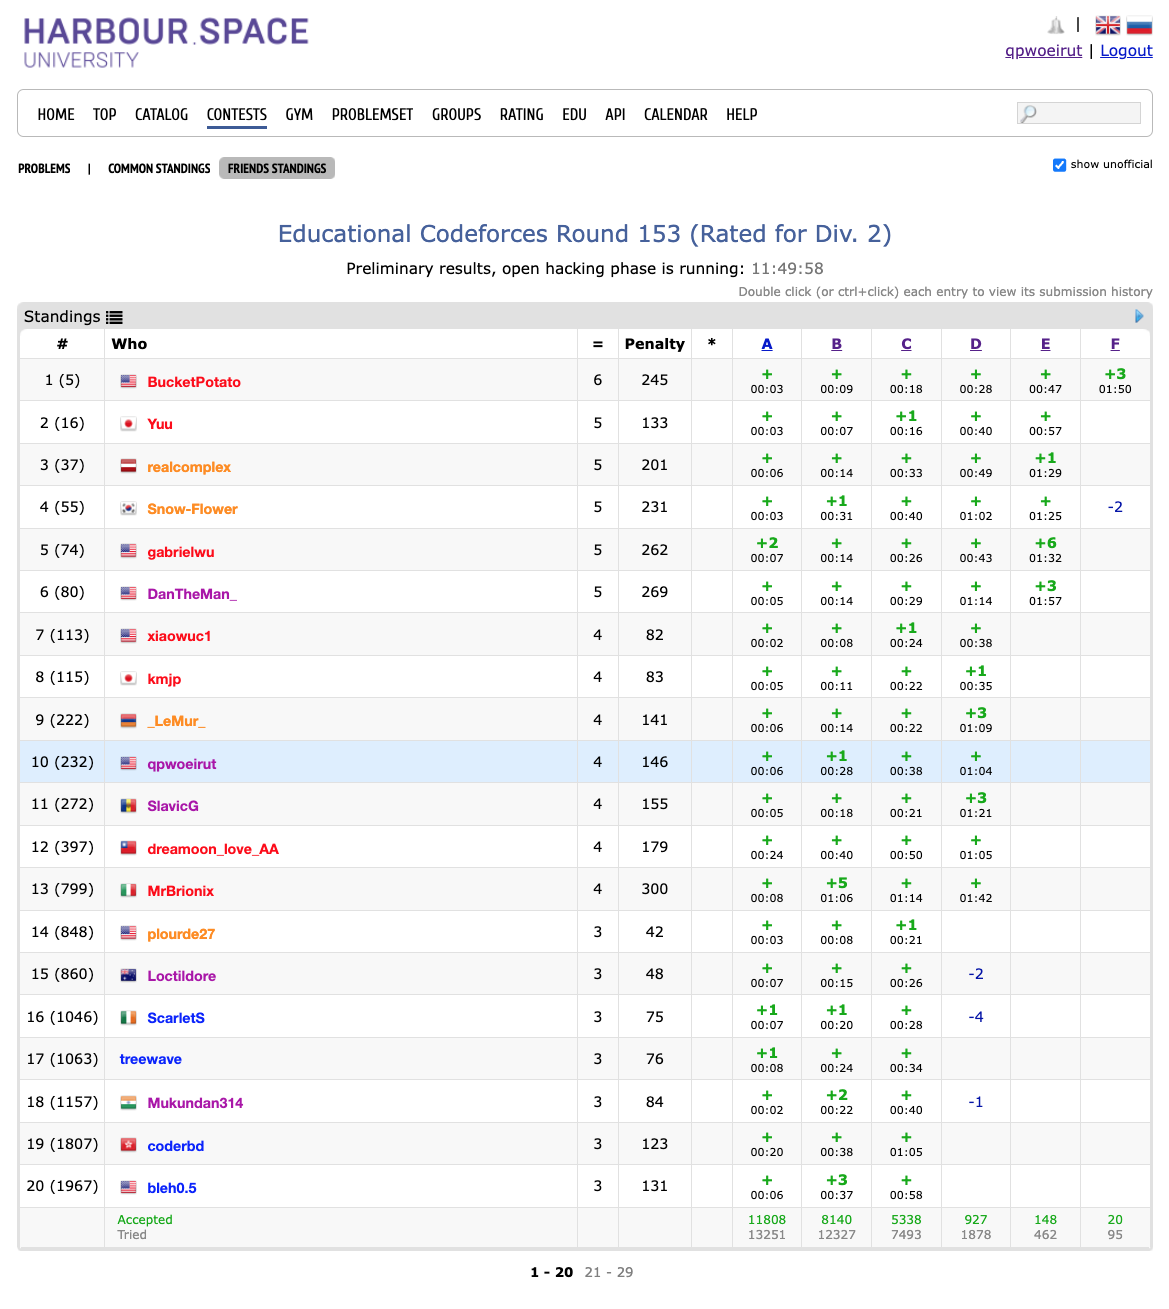 HARBOUR.SPACE
UNIVERSITY
|
qpwoeirut | Logout
HOME TOP CATALOG CONTESTS GYM PROBLEMSET GROUPS RATING EDU API CALENDAR HELP
PROBLEMS | COMMON STANDINGS FRIENDS STANDINGS show unofficial
Educational Codeforces Round 153 (Rated for Div. 2)
Preliminary results, open hacking phase is running: 11:49:58
Double click (or ctrl+click) each entry to view its submission history
Standings
# Who = Penalty * A B C D E F
1 (5) BucketPotato 6 245 + + + + + +3
00:03 00:09 00:18 00:28 00:47 01:50
2 (16) Yuu 5 133 + + +1 + +
00:03 00:07 00:16 00:40 00:57
3 (37) realcomplex 5 201 + + + + +1
00:06 00:14 00:33 00:49 01:29
4 (55) Snow-Flower 5 231 + +1 + + + -2
00:03 00:31 00:40 01:02 01:25
5 (74) gabrielwu 5 262 +2 + + + +6
00:07 00:14 00:26 00:43 01:32
6 (80) DanTheMan_ 5 269 + + + + +3
00:05 00:14 00:29 01:14 01:57
7 (113) xiaowuc1 4 82 + + +1 +
00:02 00:08 00:24 00:38
8 (115) kmjp 4 83 + + + +1
00:05 00:11 00:22 00:35
9 (222) _LeMur_ 4 141 + + + +3
00:06 00:14 00:22 01:09
10 (232) qpwoeirut 4 146 + +1 + +
00:06 00:28 00:38 01:04
11 (272) SlavicG 4 155 + + + +3
00:05 00:18 00:21 01:21
12 (397) dreamoon_love_AA 4 179 + + + +
00:24 00:40 00:50 01:05
13 (799) MrBrionix 4 300 + +5 + +
00:08 01:06 01:14 01:42
14 (848) plourde27 3 42 + + +1
00:03 00:08 00:21
15 (860) Loctildore 3 48 + + + -2
00:07 00:15 00:26
16 (1046) ScarletS 3 75 +1 +1 + -4
00:07 00:20 00:28
17 (1063) treewave 3 76 +1 + +
00:08 00:24 00:34
18 (1157) Mukundan314 3 84 + +2 + -1
00:02 00:22 00:40
19 (1807) coderbd 3 123 + + +
00:20 00:38 01:05
20 (1967) bleh0.5 3 131 + +3 +
00:06 00:37 00:58
Accepted 11808 8140 5338 927 148 20
Tried 13251 12327 7493 1878 462 95
1 - 20 21 - 29